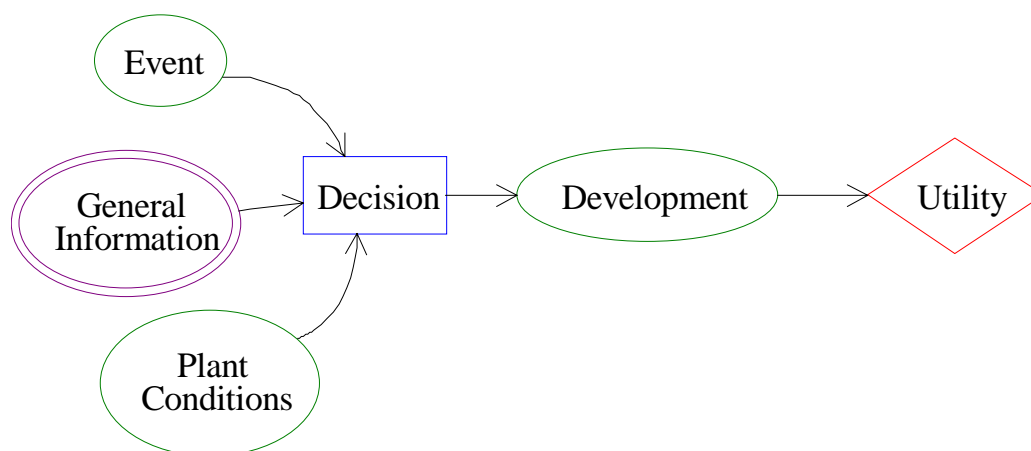 Event
General
Information
Decision
Development
Utility
Plant
Conditions